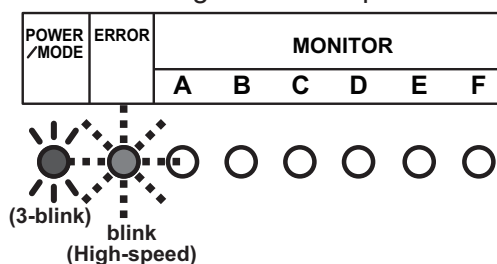 POWER
/MODE
ERROR
MONITOR
A B C D E F
(3-blink)
blink
(High-speed)